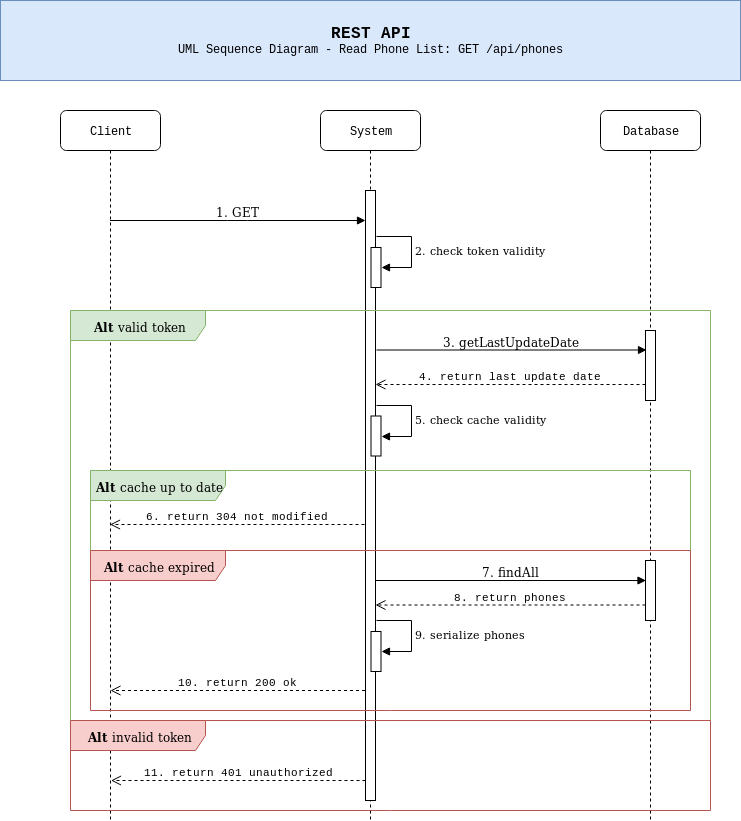 REST API
UML Sequence Diagram - Read Phone List: GET /api/phones
Client
System
Database
1. GET
2. check token validity
Alt valid token
3. getLastUpdateDate
4. return last update date
5. check cache validity
Alt cache up to date
6. return 304 not modified
Alt cache expired
7. findAll
8. return phones
9. serialize phones
10. return 200 ok
Alt invalid token
11. return 401 unauthorized